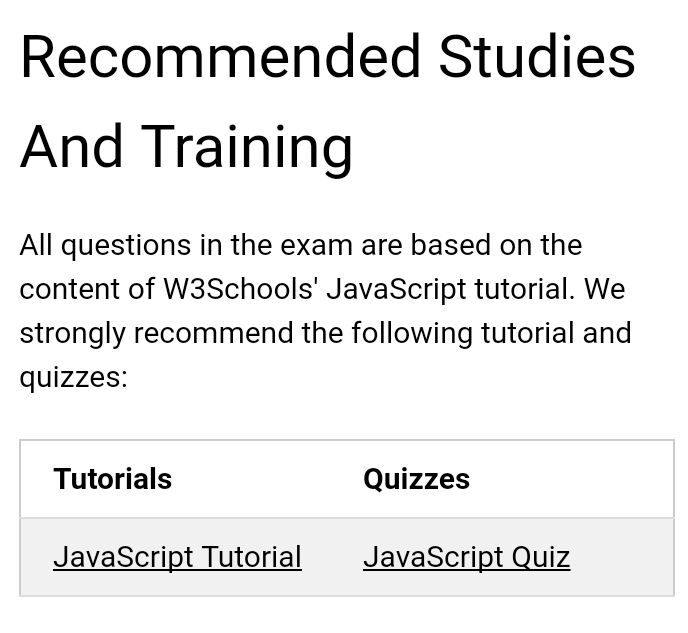 Recommended Studies
And Training
All questions in the exam are based on the
content of W3Schools' JavaScript tutorial. We
strongly recommend the following tutorial and
quizzes:
Tutorials Quizzes
JavaScript Tutorial JavaScript Quiz